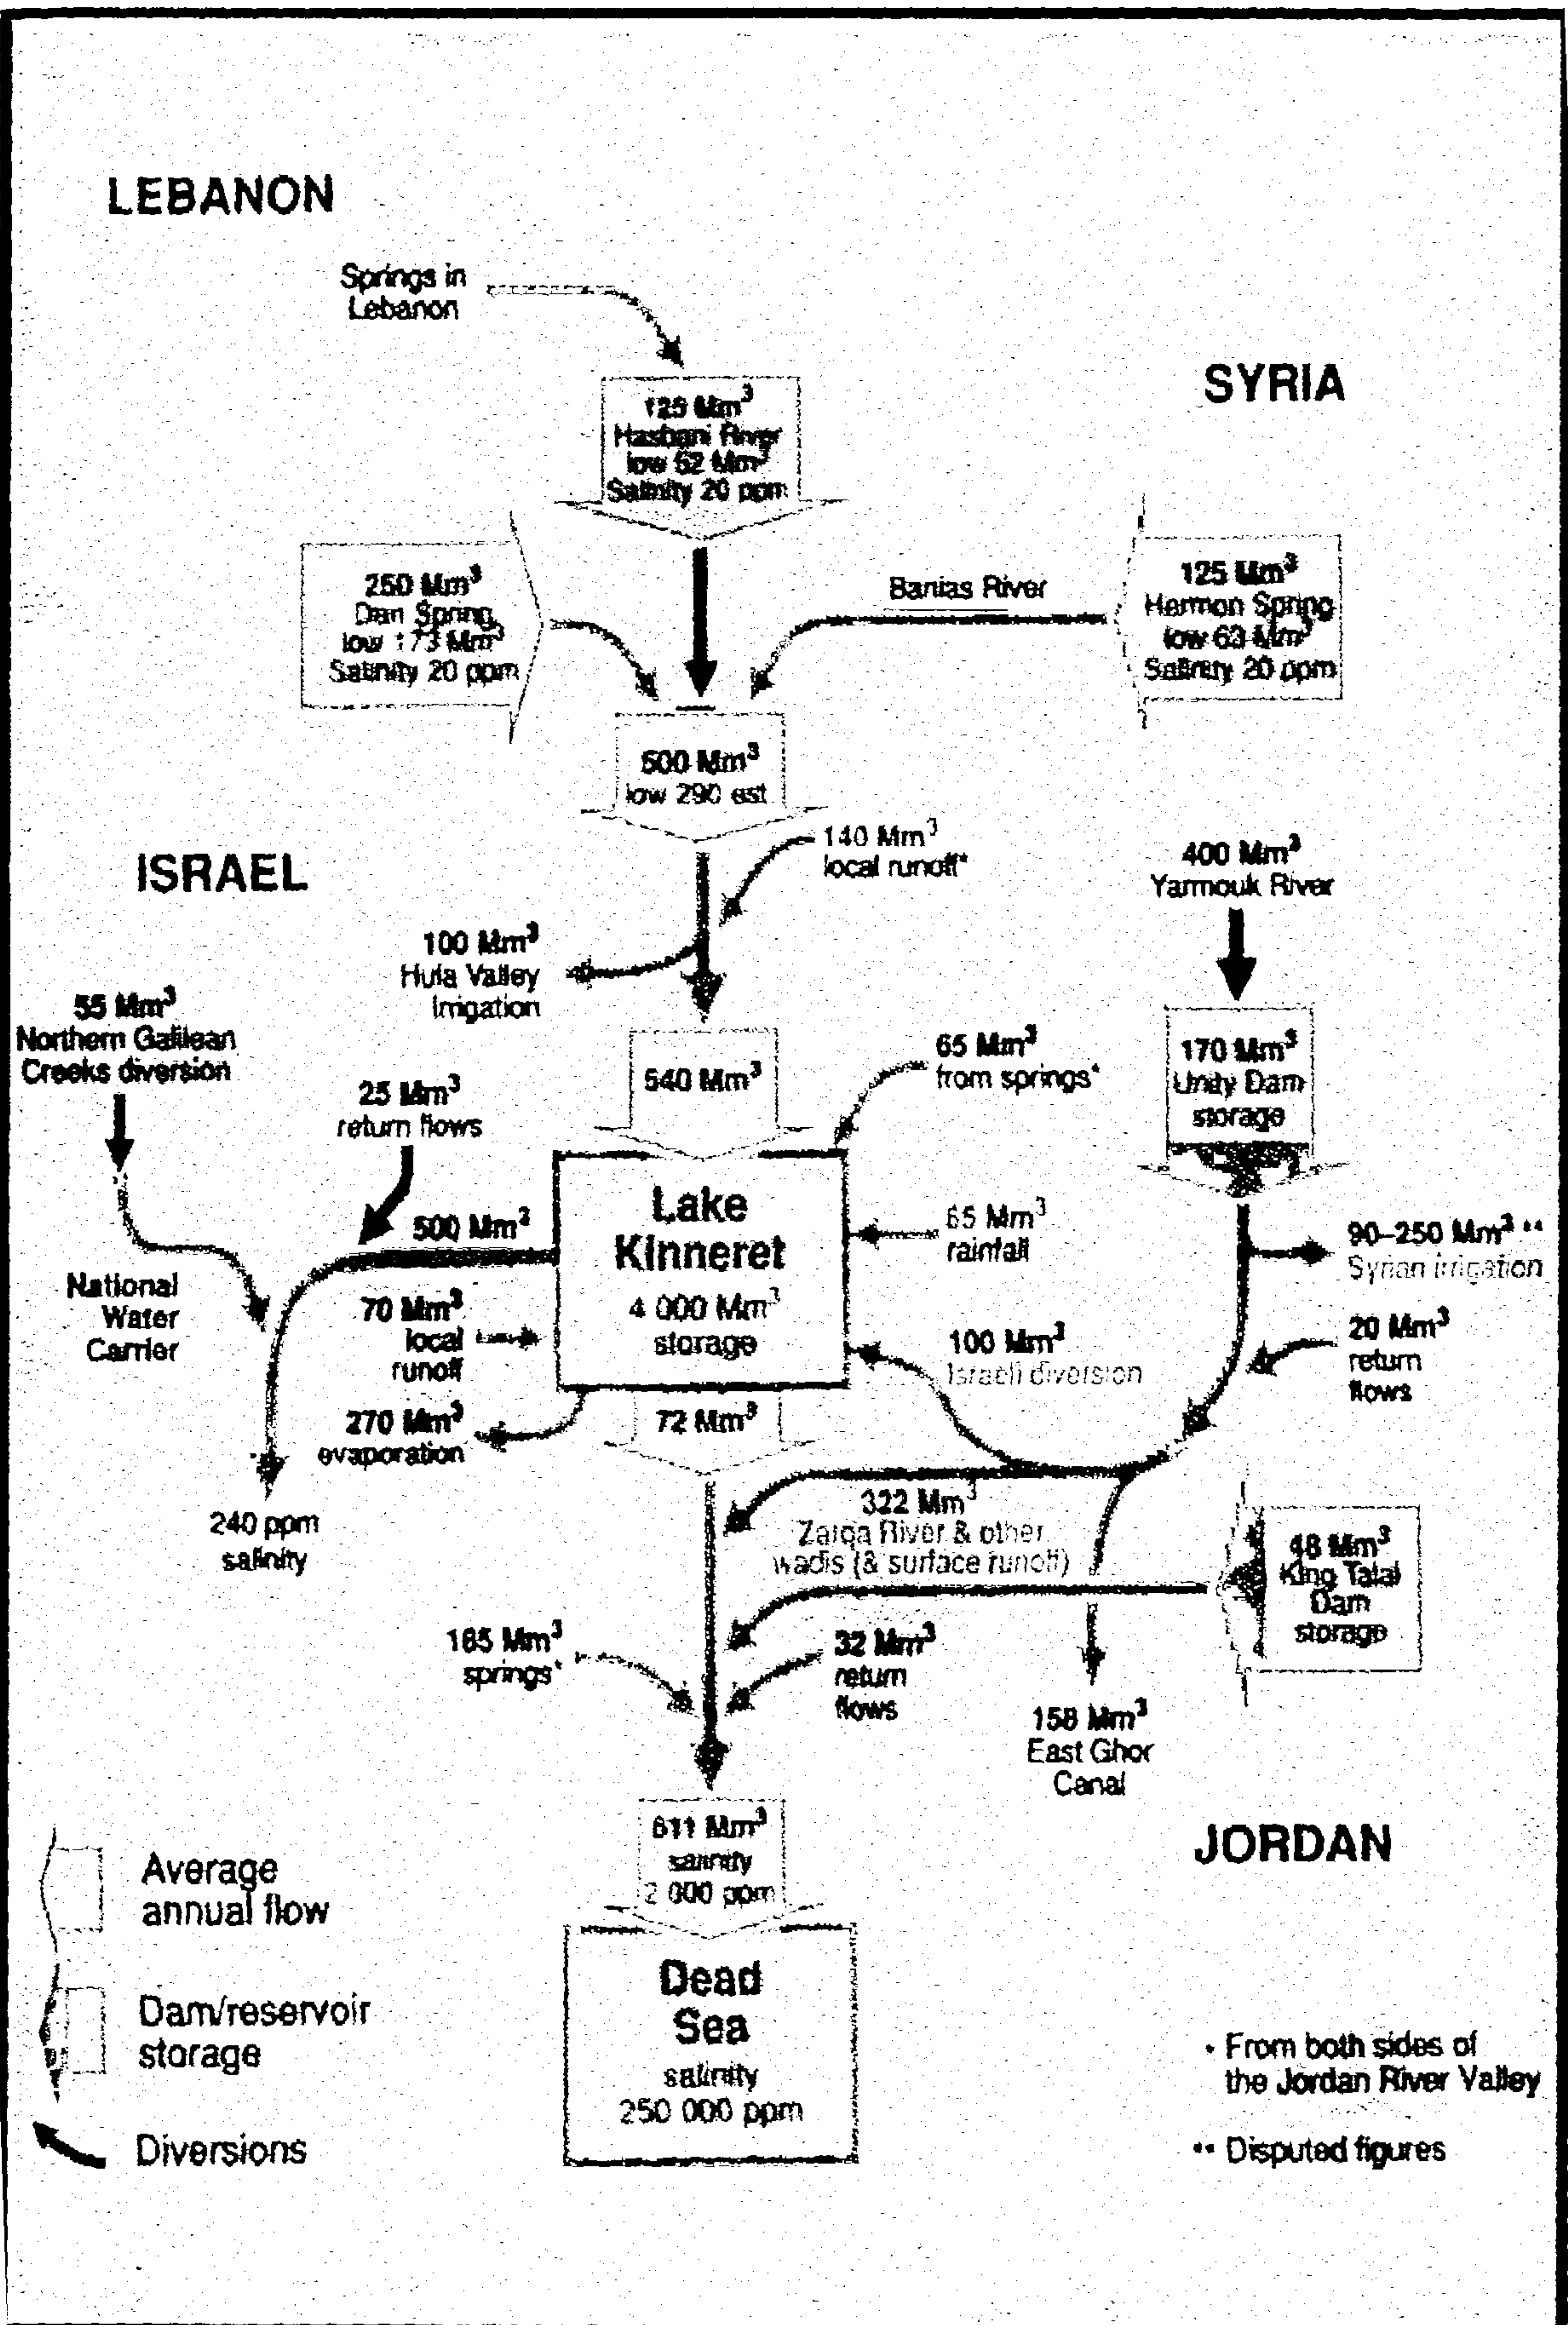 LEBANON
Springs in
Lebanon
SYRIA
125 Mm³
Hasbani River
low 52 Mm³
Salinity 20 ppm
250 Mm³
Dan Spring
low 173 Mm³
Salinity 20 ppm
Banias River
125 Mm³
Hermon Spring
low 63 Mm³
Salinity 20 ppm
500 Mm³
low 290 est
ISRAEL
140 Mm³
local runoff*
400 Mm³
Yarmouk River
100 Mm³
Hula Valley
Irrigation
55 Mm³
Northern Galilean
Creeks diversion
25 Mm³
return flows
540 Mm³
65 Mm³
from springs*
170 Mm³
Unity Dam
storage
500 Mm³
Lake
Kinneret
4 000 Mm³
storage
65 Mm³
rainfall
90–250 Mm³ **
Syrian irrigation
National
Water
Carrier
70 Mm³
local
runoff
100 Mm³
Israeli diversion
20 Mm³
return
flows
270 Mm³
evaporation
72 Mm³
240 ppm
salinity
322 Mm³
Zarqa River & other
wadis (& surface runoff)
48 Mm³
King Talal
Dam
storage
185 Mm³
springs*
32 Mm³
return
flows
158 Mm³
East Ghor
Canal
611 Mm³
salinity
2 000 ppm
JORDAN
Average
annual flow
Dead
Sea
salinity
250 000 ppm
Dam/reservoir
storage
Diversions
* From both sides of
the Jordan River Valley
** Disputed figures